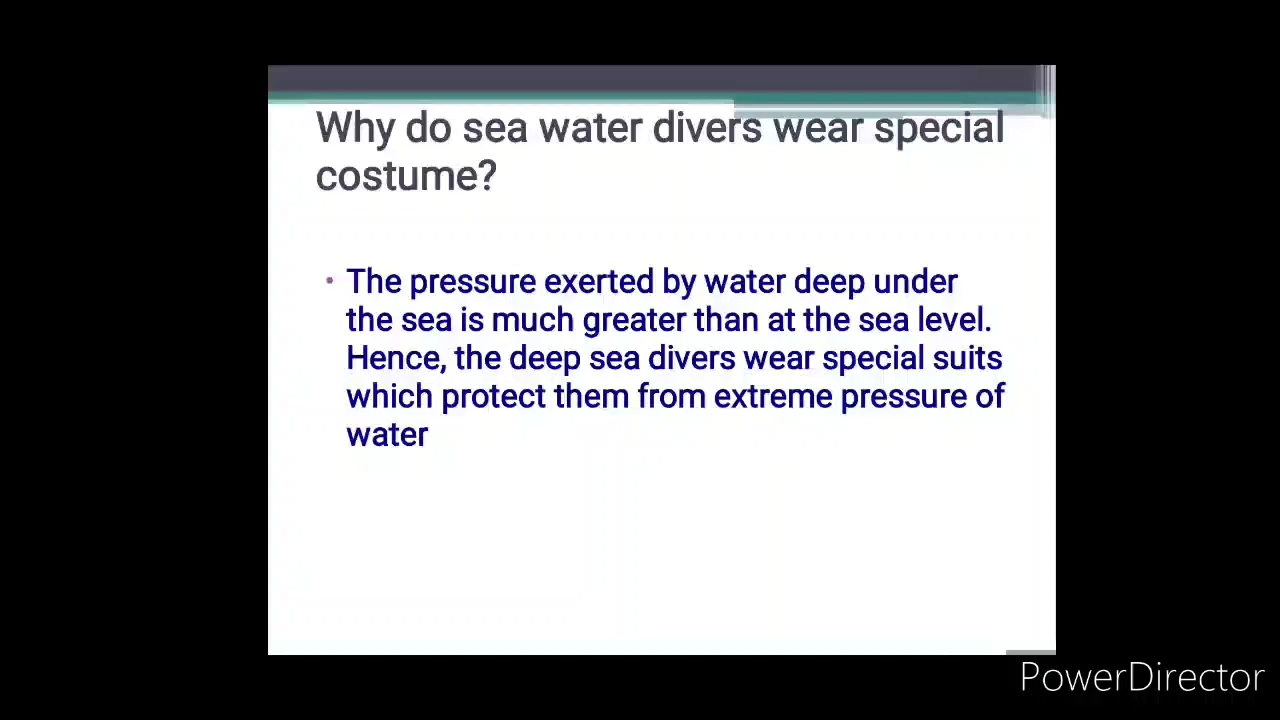 Why do sea water divers wear special
costume?
• The pressure exerted by water deep under
the sea is much greater than at the sea level.
Hence, the deep sea divers wear special suits
which protect them from extreme pressure of
water
PowerDirector